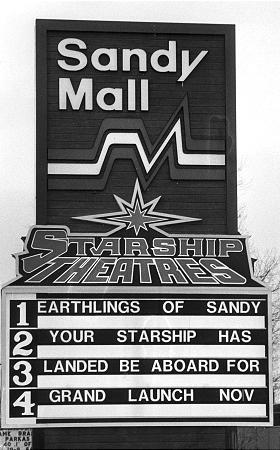 Sandy
Mall
STARSHIP
THEATRES
1 EARTHLINGS OF SANDY
2 YOUR STARSHIP HAS
3 LANDED BE ABOARD FOR
4 GRAND LAUNCH NOV
PARKAS